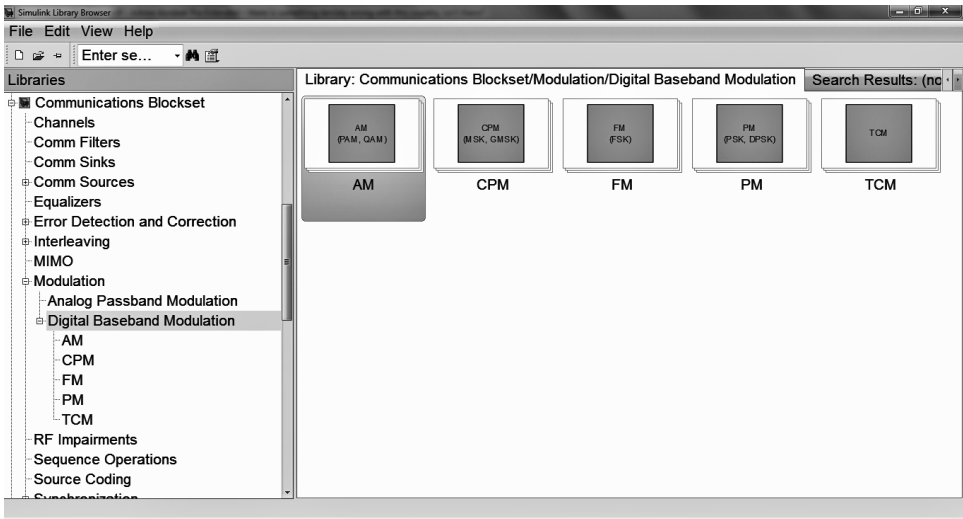 Simulink Library Browser
File Edit View Help
Enter se...
Libraries
Library: Communications Blockset/Modulation/Digital Baseband Modulation
Search Results: (no
Communications Blockset
Channels
Comm Filters
Comm Sinks
Comm Sources
Equalizers
Error Detection and Correction
Interleaving
MIMO
Modulation
Analog Passband Modulation
Digital Baseband Modulation
AM
CPM
FM
PM
TCM
RF Impairments
Sequence Operations
Source Coding
Synchronization
AM
(PAM, QAM)
AM
CPM
(MSK, GMSK)
CPM
FM
(FSK)
FM
PM
(PSK, DPSK)
PM
TCM
TCM